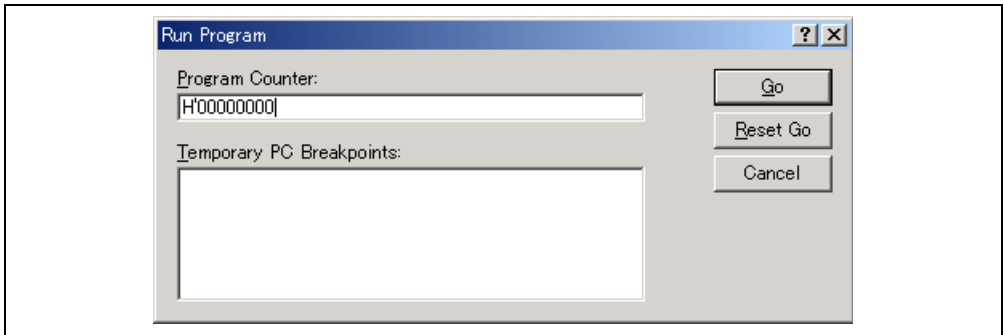 Run Program
Program Counter:
H'00000000
Temporary PC Breakpoints:
Go
Reset Go
Cancel